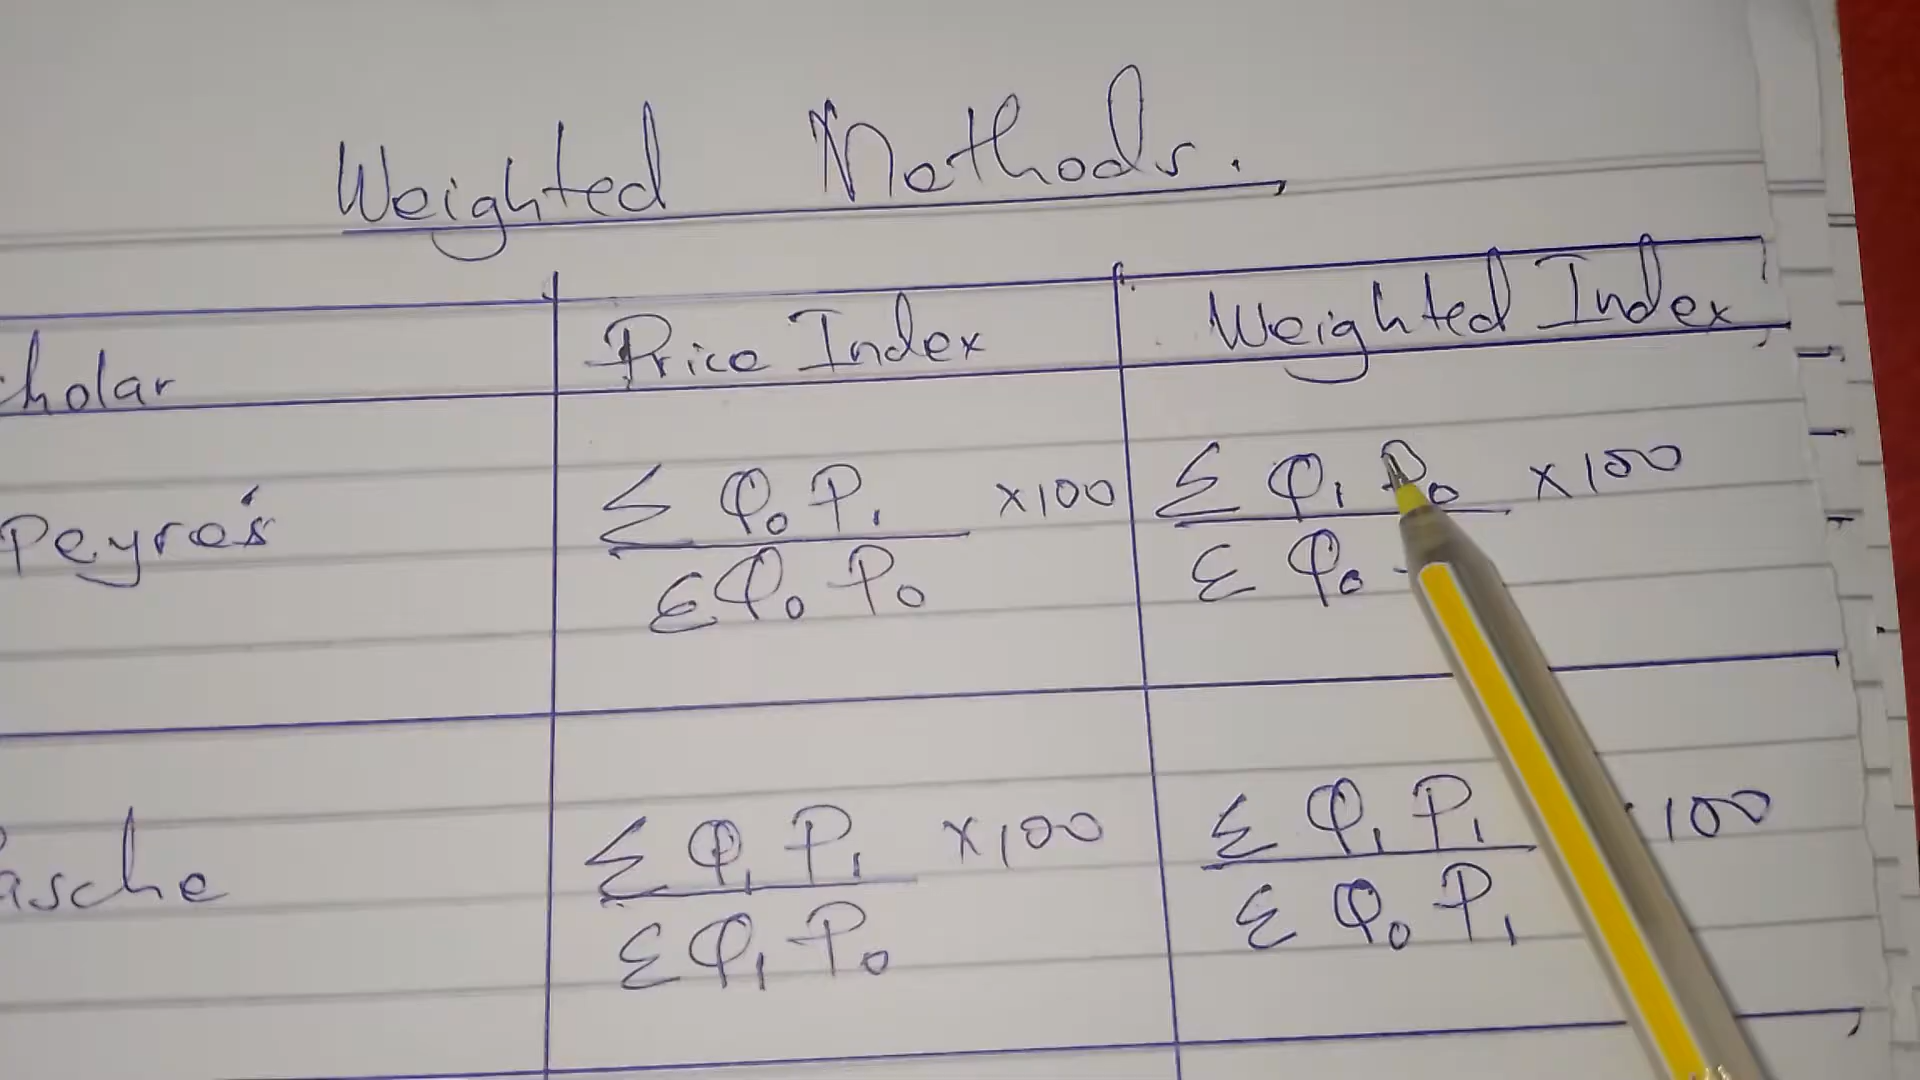 Weighted Methods.
cholar Price Index Weighted Index
Peyre's Σ Q₀ P₁ x100 Σ Q₁ P₀ x100
Σ Q₀ P₀ Σ Q₀
asche Σ Q₁ P₁ x100 Σ Q₁ P₁ 100
Σ Q₁ P₀ Σ Q₀ P₁